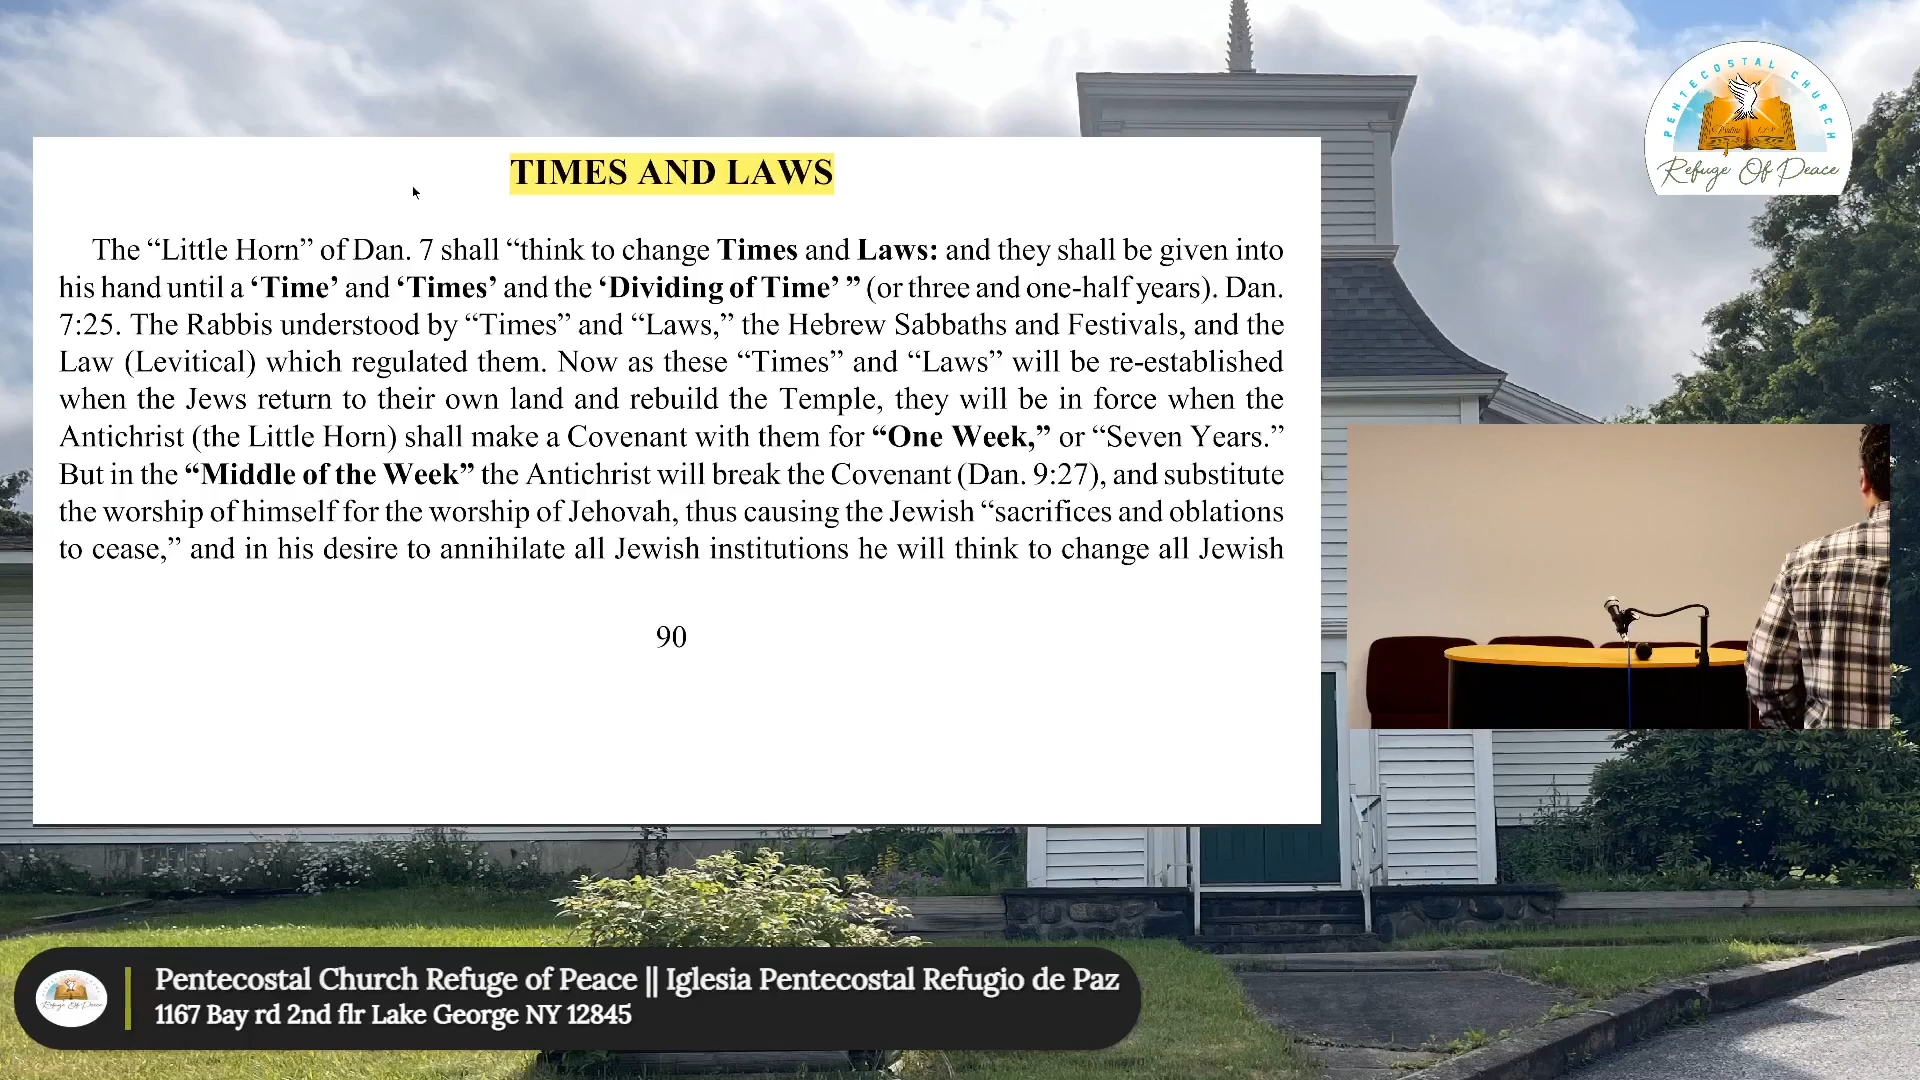 PENTECOSTAL CHURCH
Refuge Of Peace
TIMES AND LAWS
The “Little Horn” of Dan. 7 shall “think to change Times and Laws: and they shall be given into
his hand until a ‘Time’ and ‘Times’ and the ‘Dividing of Time’ ” (or three and one-half years). Dan.
7:25. The Rabbis understood by “Times” and “Laws,” the Hebrew Sabbaths and Festivals, and the
Law (Levitical) which regulated them. Now as these “Times” and “Laws” will be re-established
when the Jews return to their own land and rebuild the Temple, they will be in force when the
Antichrist (the Little Horn) shall make a Covenant with them for “One Week,” or “Seven Years.”
But in the “Middle of the Week” the Antichrist will break the Covenant (Dan. 9:27), and substitute
the worship of himself for the worship of Jehovah, thus causing the Jewish “sacrifices and oblations
to cease,” and in his desire to annihilate all Jewish institutions he will think to change all Jewish
90
Refuge Of Peace
Pentecostal Church Refuge of Peace || Iglesia Pentecostal Refugio de Paz
1167 Bay rd 2nd flr Lake George NY 12845